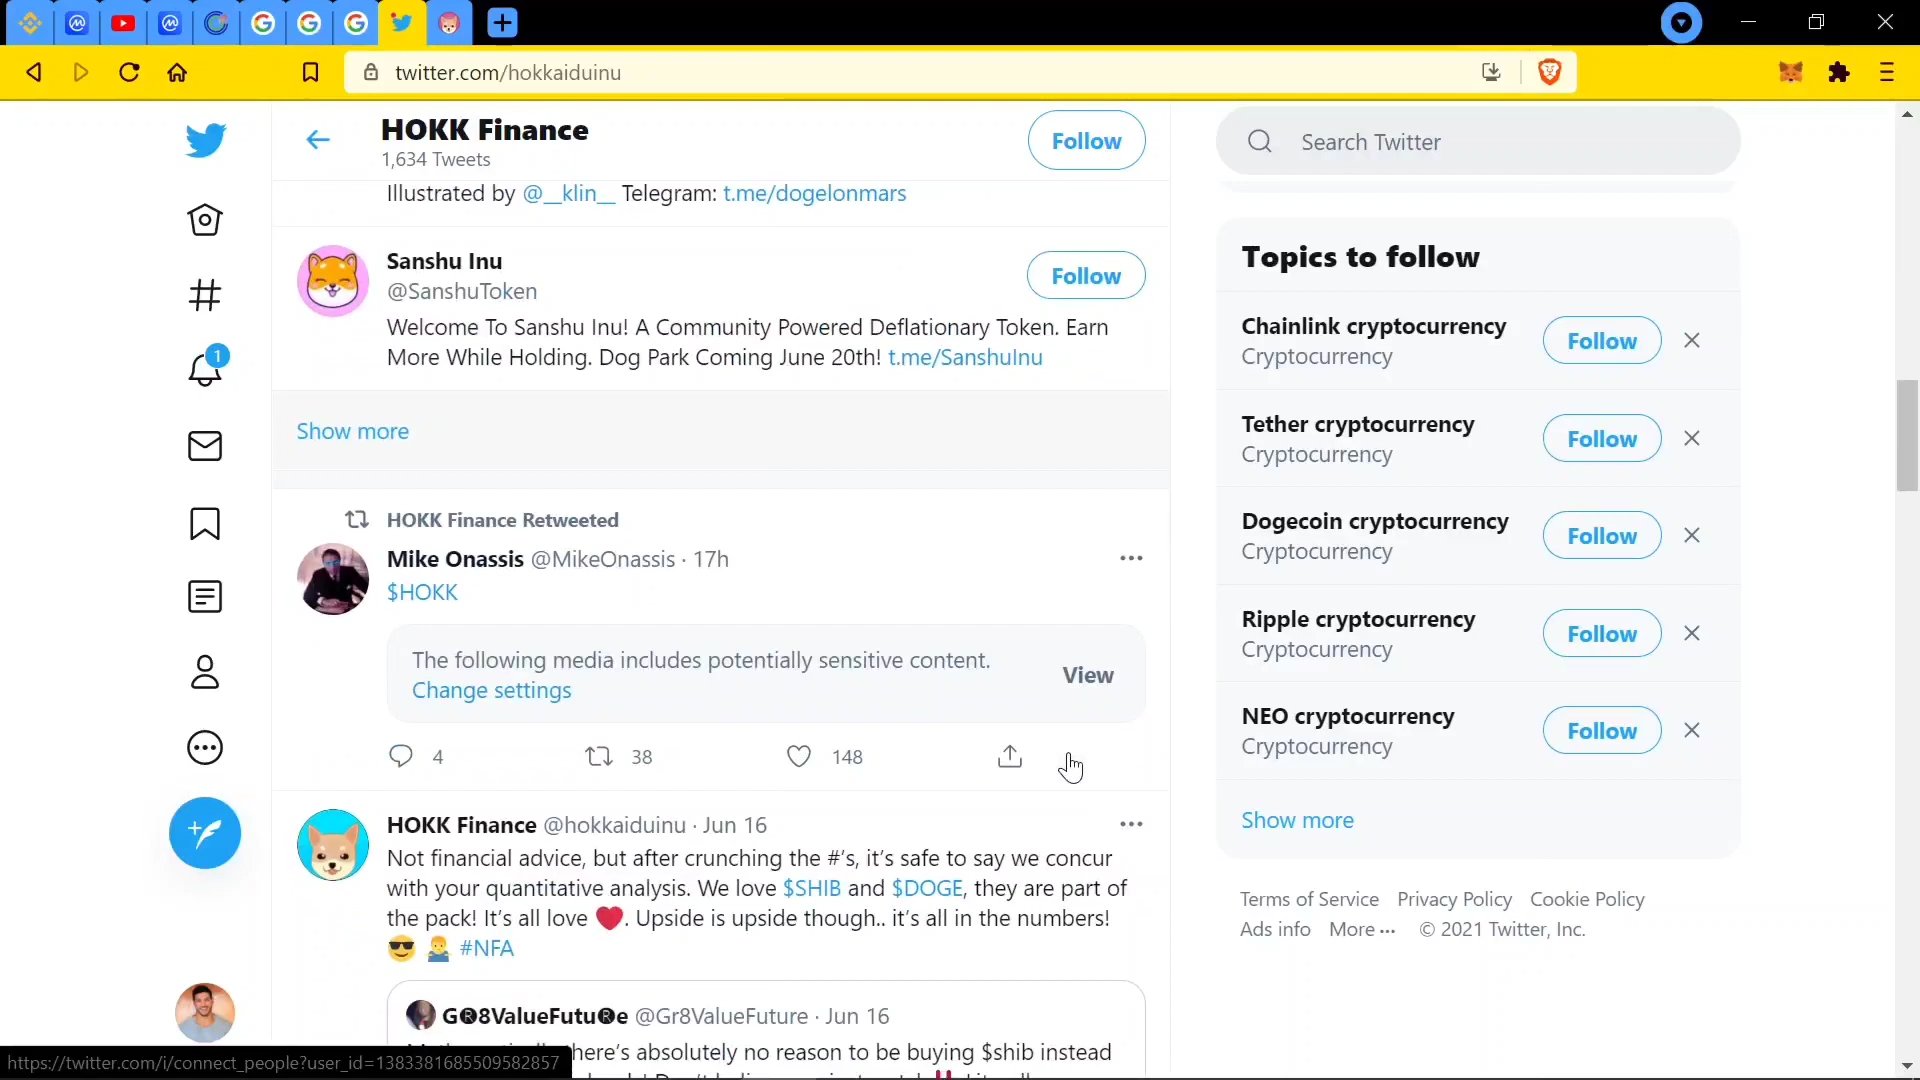 twitter.com/hokkaiduinu
HOKK Finance
1,634 Tweets
Follow
Illustrated by @__klin__ Telegram: t.me/dogelonmars
Sanshu Inu
@SanshuToken
Follow
Welcome To Sanshu Inu! A Community Powered Deflationary Token. Earn
More While Holding. Dog Park Coming June 20th! t.me/SanshuInu
Show more
HOKK Finance Retweeted
Mike Onassis @MikeOnassis · 17h
$HOKK
The following media includes potentially sensitive content.
Change settings
View
4 38 148
HOKK Finance @hokkaiduinu · Jun 16
Not financial advice, but after crunching the #'s, it's safe to say we concur
with your quantitative analysis. We love $SHIB and $DOGE, they are part of
the pack! It's all love ❤️. Upside is upside though.. it's all in the numbers!
😎 🤷‍♂️ #NFA
G🅡8ValueFutu🅡e @Gr8ValueFuture · Jun 16
there's absolutely no reason to be buying $shib instead
1
Search Twitter
Topics to follow
Chainlink cryptocurrency
Cryptocurrency
Follow
Tether cryptocurrency
Cryptocurrency
Follow
Dogecoin cryptocurrency
Cryptocurrency
Follow
Ripple cryptocurrency
Cryptocurrency
Follow
NEO cryptocurrency
Cryptocurrency
Follow
Show more
Terms of Service Privacy Policy Cookie Policy
Ads info More ··· © 2021 Twitter, Inc.
https://twitter.com/i/connect_people?user_id=1383381685509582857